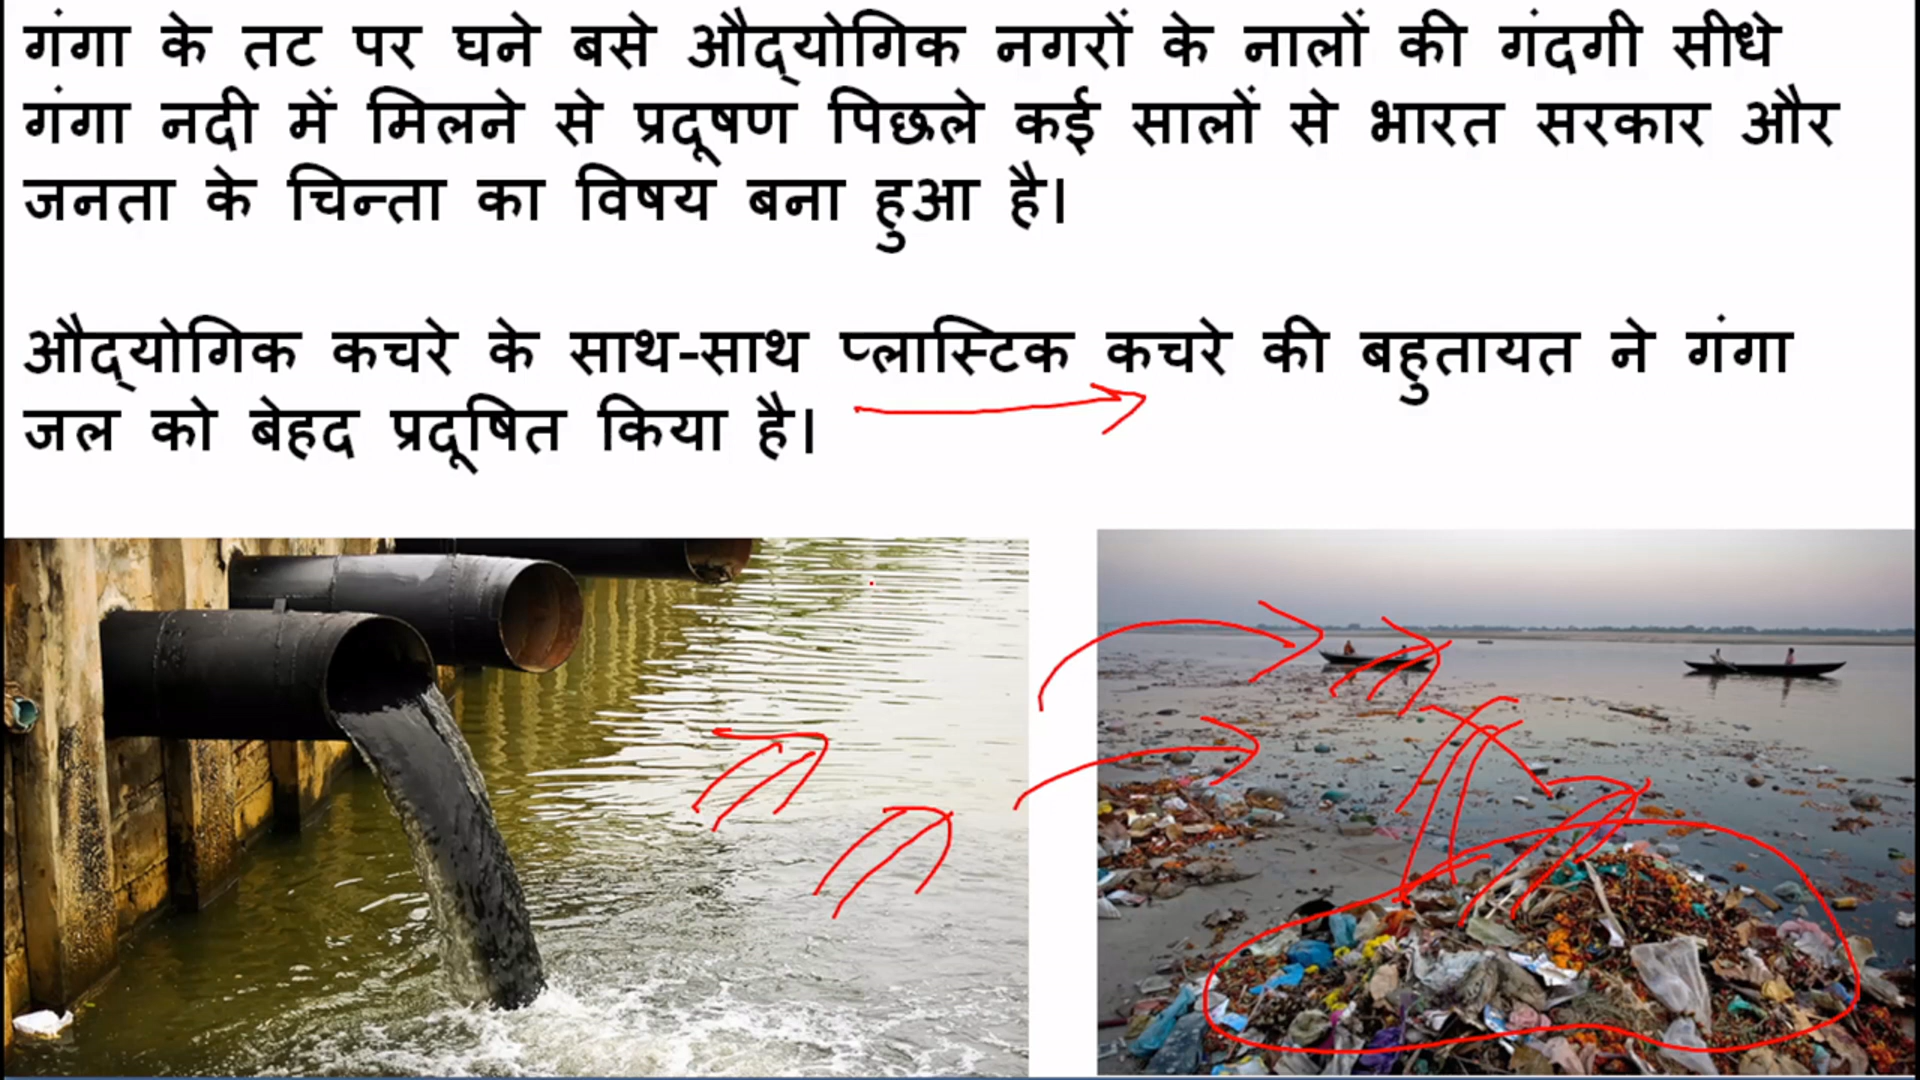 गंगा के तट पर घने बसे औद्योगिक नगरों के नालों की गंदगी सीधे
गंगा नदी में मिलने से प्रदूषण पिछले कई सालों से भारत सरकार और
जनता के चिन्ता का विषय बना हुआ है।
औद्योगिक कचरे के साथ-साथ प्लास्टिक कचरे की बहुतायत ने गंगा
जल को बेहद प्रदूषित किया है।